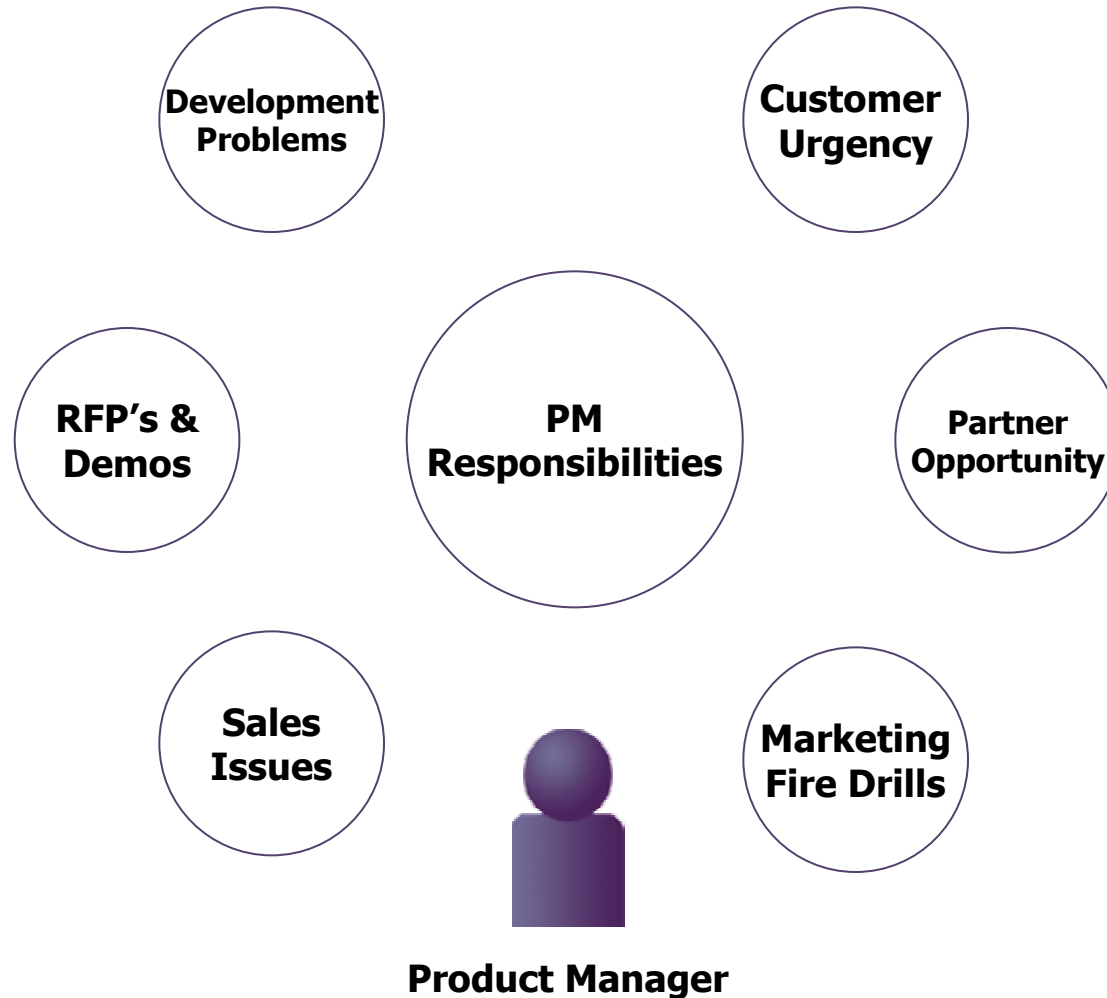 Development
Problems
Customer
Urgency
RFP’s &
Demos
PM
Responsibilities
Partner
Opportunity
Sales
Issues
Marketing
Fire Drills
Product Manager